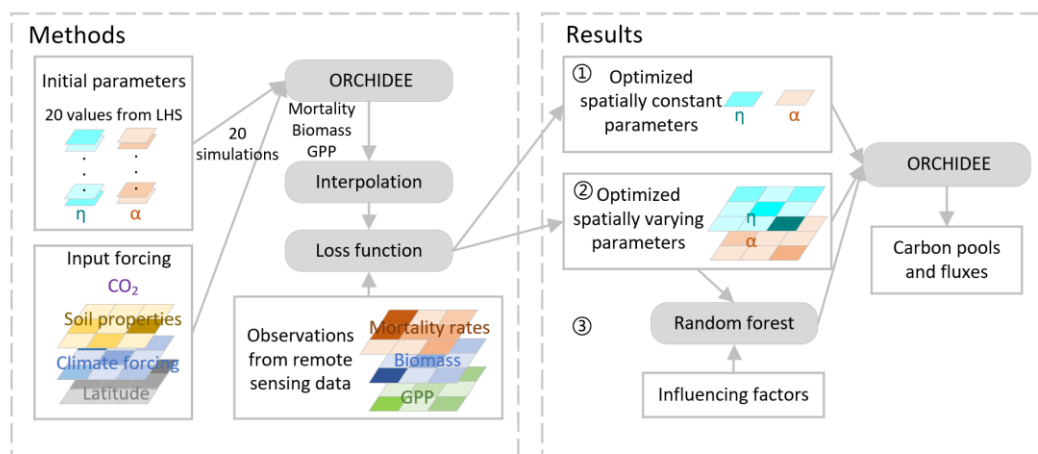 Methods
Initial parameters
20 values from LHS
η
α
20
simulations
Input forcing
CO₂
Soil properties
Climate forcing
Latitude
ORCHIDEE
Mortality
Biomass
GPP
Interpolation
Loss function
Observations
from remote
sensing data
Mortality rates
Biomass
GPP
Results
①
Optimized
spatially constant
parameters
η
α
②
Optimized
spatially varying
parameters
η
α
③
Random forest
Influencing factors
ORCHIDEE
Carbon pools
and fluxes